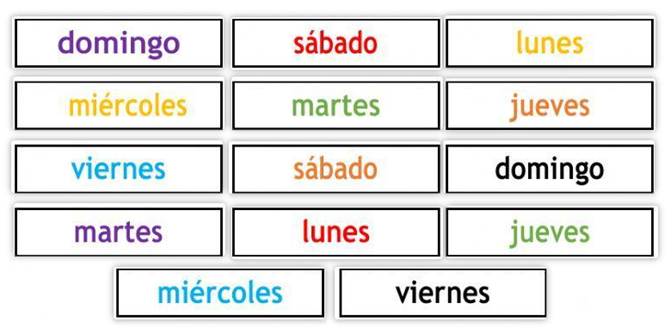 domingo sábado lunes
miércoles martes jueves
viernes sábado domingo
martes lunes jueves
miércoles viernes